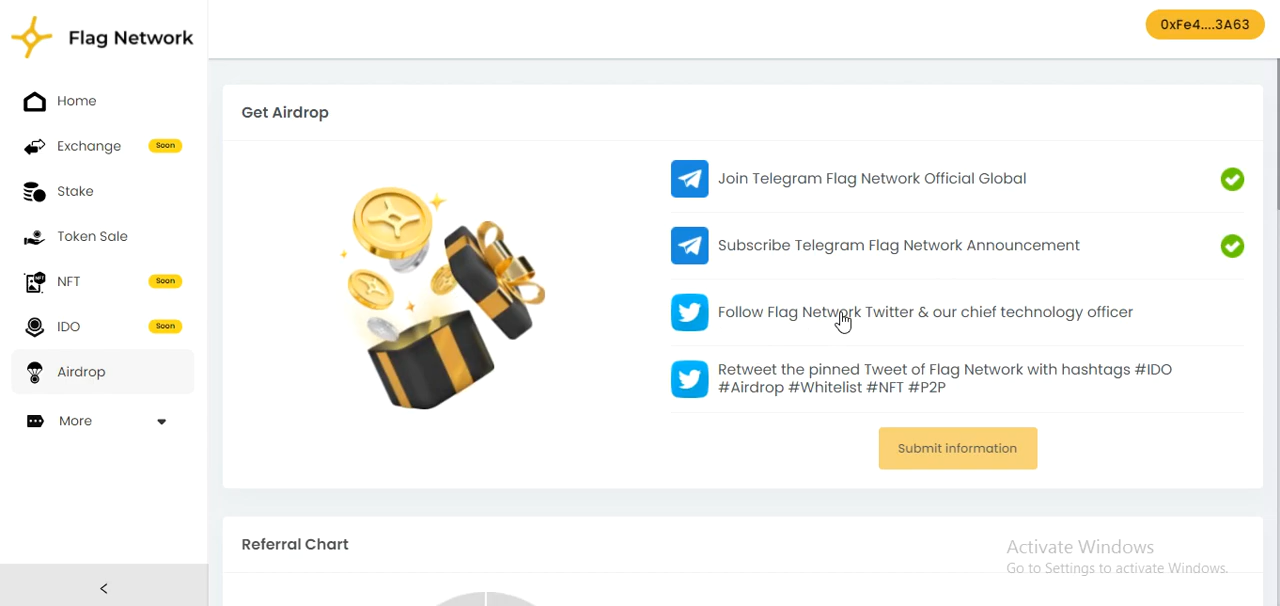 Flag Network
0xFe4....3A63
Home
Exchange Soon
Stake
Token Sale
NFT Soon
IDO Soon
Airdrop
More
Get Airdrop
Join Telegram Flag Network Official Global
Subscribe Telegram Flag Network Announcement
Follow Flag Network Twitter & our chief technology officer
Retweet the pinned Tweet of Flag Network with hashtags #IDO
#Airdrop #Whitelist #NFT #P2P
Submit information
Referral Chart
Activate Windows
Go to Settings to activate Windows.